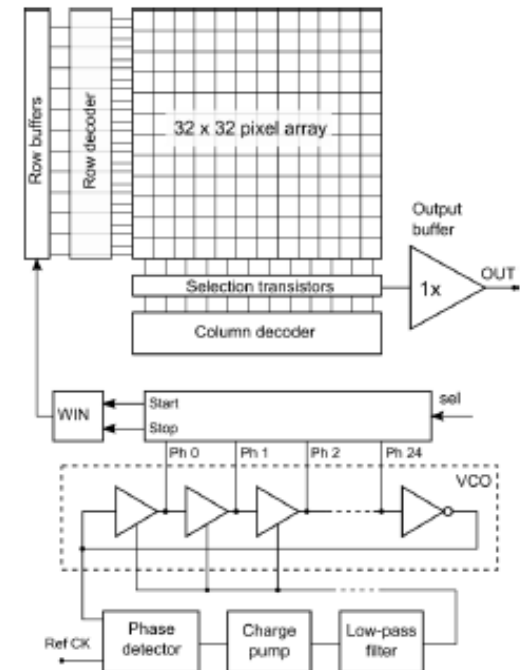 Row buffers
Row decoder
32 x 32 pixel array
Output
buffer
1x
OUT
Selection transistors
Column decoder
WIN
Start
Stop
sel
Ph 0
Ph 1
Ph 2
Ph 24
VCO
Ref CK
Phase
detector
Charge
pump
Low-pass
filter